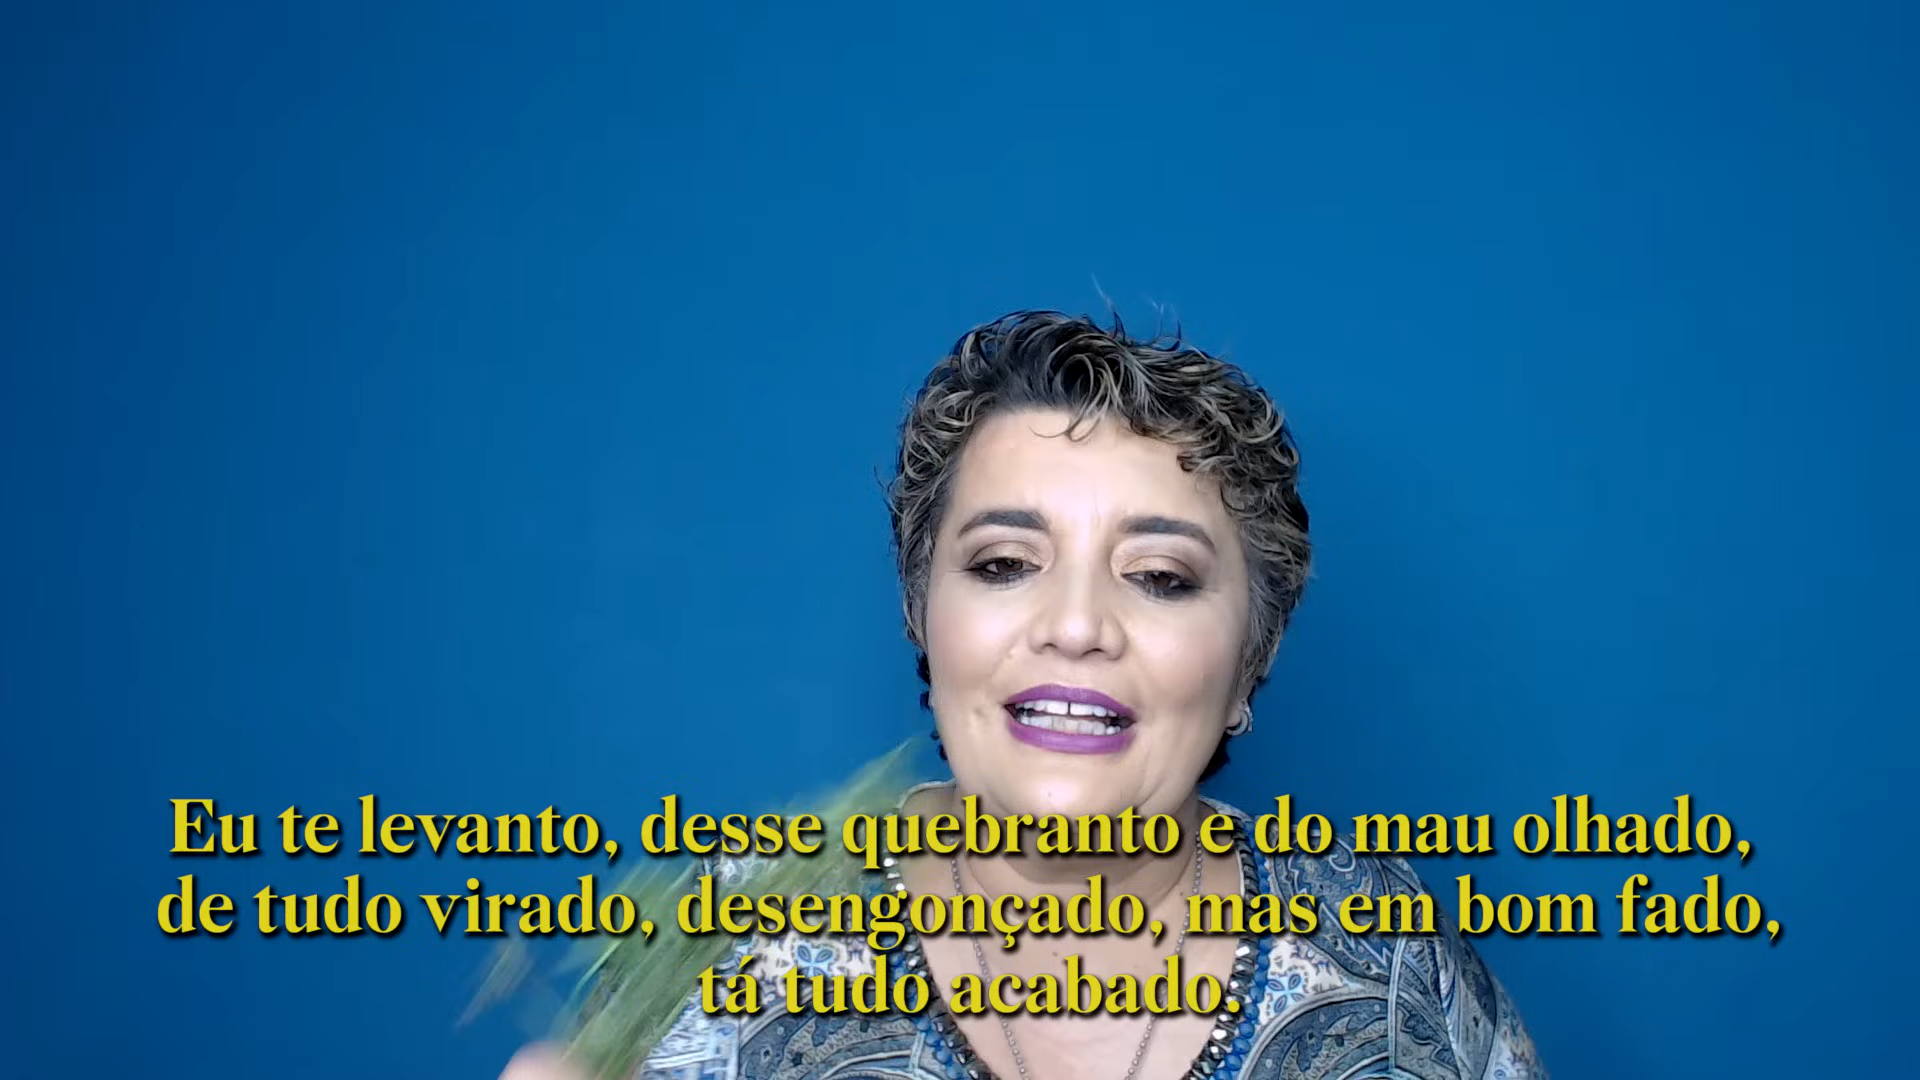 Eu te levanto, desse quebranto e do mau olhado,
de tudo virado, desengonçado, mas em bom fado,
tá tudo acabado.